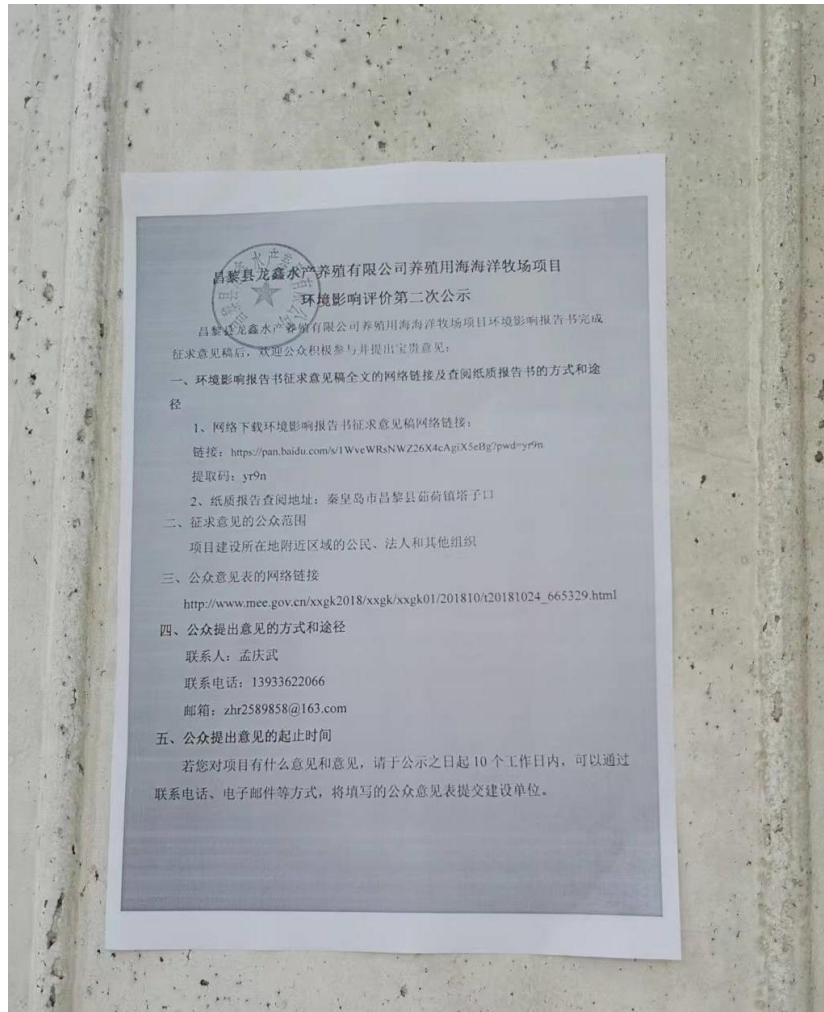 昌黎县龙鑫水产养殖有限公司养殖用海海洋牧场项目
环境影响评价第二次公示
昌黎县龙鑫水产养殖有限公司养殖用海海洋牧场项目环境影响报告书完成
征求意见稿后，欢迎公众积极参与并提出宝贵意见：
一、环境影响报告书征求意见稿全文的网络链接及查阅纸质报告书的方式和途
径
1、网络下载环境影响报告书征求意见稿网络链接：
链接：https://pan.baidu.com/s/1WveWRsNWZ26X4cAgiX5eBg?pwd=yr9n
提取码：yr9n
2、纸质报告查阅地址：秦皇岛市昌黎县茹荷镇塔子口
二、征求意见的公众范围
项目建设所在地附近区域的公民、法人和其他组织
三、公众意见表的网络链接
http://www.mee.gov.cn/xxgk2018/xxgk/xxgk01/201810/t20181024_665329.html
四、公众提出意见的方式和途径
联系人：孟庆武
联系电话：13933622066
邮箱：zhr2589858@163.com
五、公众提出意见的起止时间
若您对项目有什么意见和意见，请于公示之日起 10 个工作日内，可以通过
联系电话、电子邮件等方式，将填写的公众意见表提交建设单位。